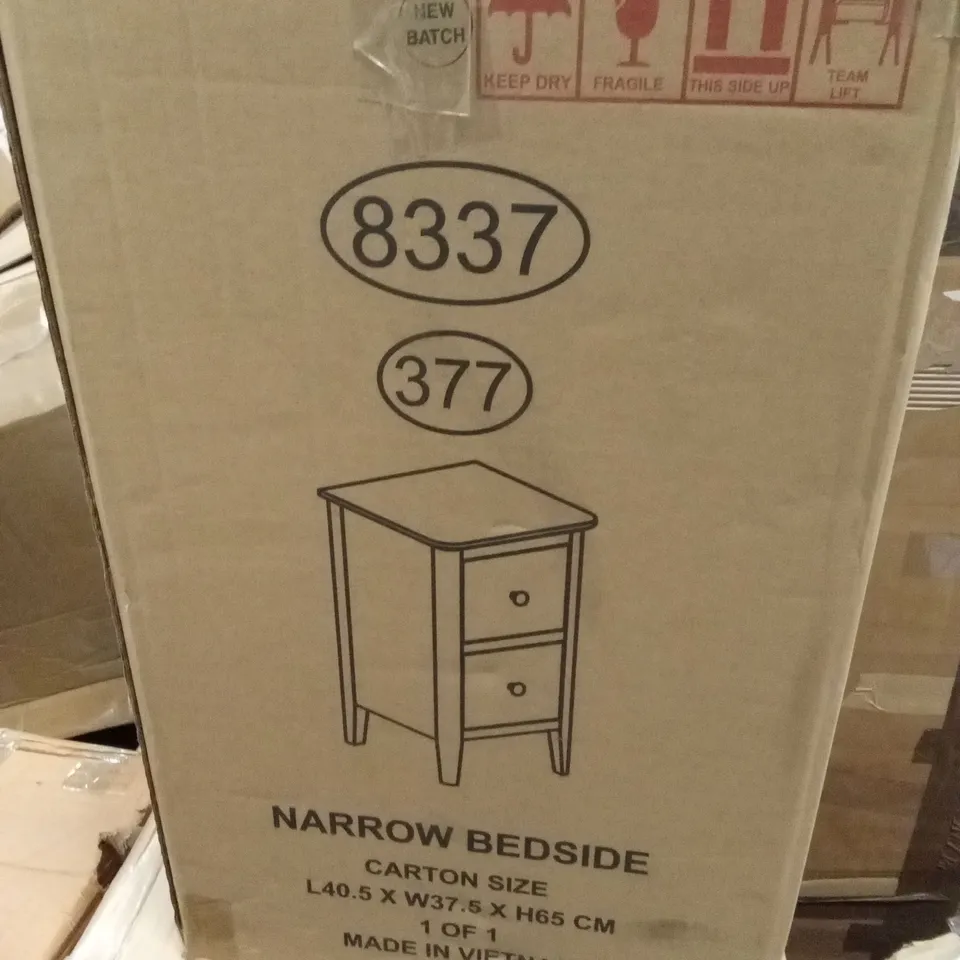 NEW
BATCH
KEEP DRY
FRAGILE
THIS SIDE UP
TEAM
LIFT
8337
377
NARROW BEDSIDE
CARTON SIZE
L40.5 X W37.5 X H65 CM
1 OF 1
MADE IN